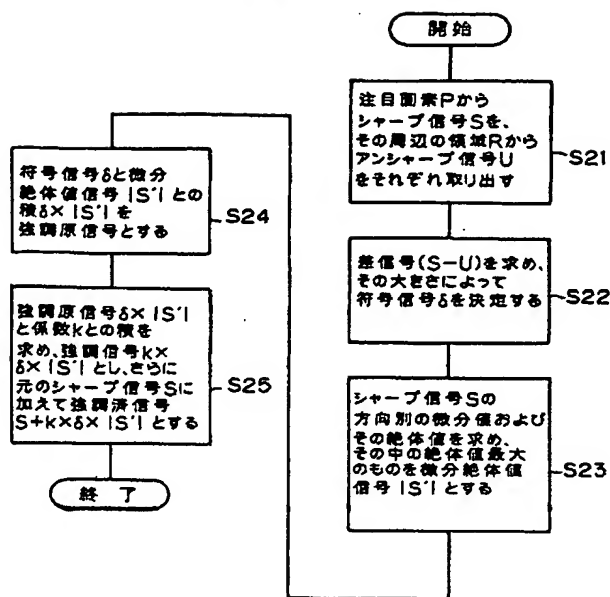 開始
注目画素Pから
シャープ信号Sを、
その周辺の領域Rから
アンシャープ信号U
をそれぞれ取り出す
S21
差信号(S−U)を求め、
その大きさによって
符号信号δを決定する
S22
シャープ信号Sの
方向別の微分値および
その絶対値を求め、
その中の絶対値最大
のものを微分絶対値
信号|S'|とする
S23
符号信号δと微分
絶対値信号|S'|との
積δ×|S'|を
強調原信号とする
S24
強調原信号δ×|S'|
と係数kとの積を
求め、強調信号k×
δ×|S'|とし、さらに
元のシャープ信号Sに
加えて強調済信号
S+k×δ×|S'|とする
S25
終了